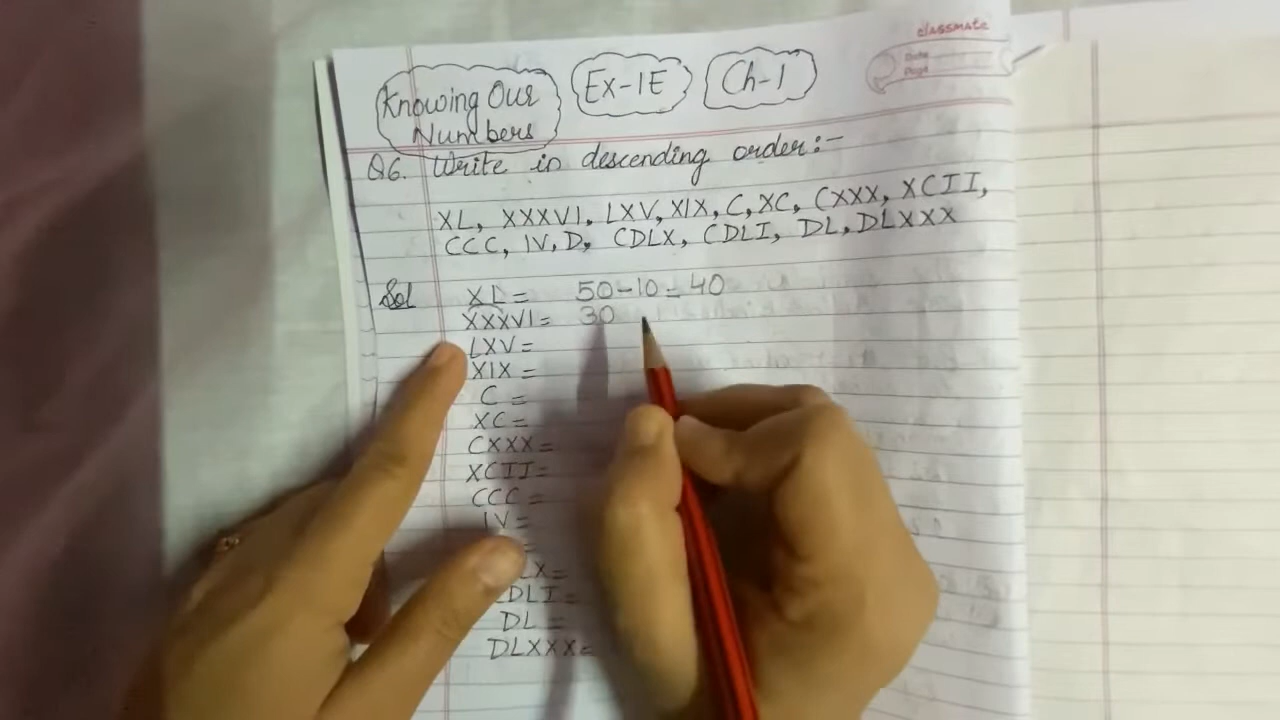 classmate
Date
Page
Knowing Our Numbers
Ex-1E
Ch-1
Q6. Write in descending order:-
XL, XXXVI, LXV, XIX, C, XC, CXXX, XCII,
CCC, IV, D, CDLX, CDLI, DL, DLXXX
Sol XL = 50-10 = 40
XXXVI = 30
LXV =
XIX =
C =
XC =
CXXX =
XCII =
CCC =
IV =
=
LX =
DLI =
DL =
DLXXX =